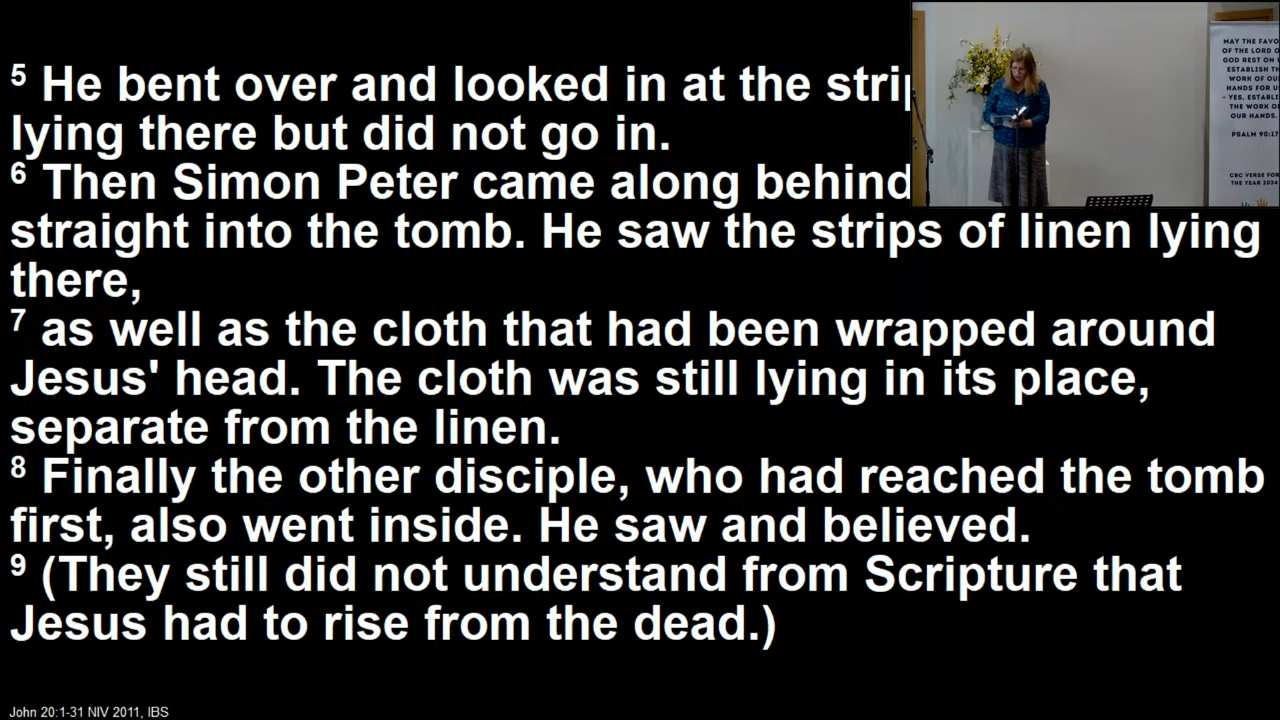 5 He bent over and looked in at the strip
lying there but did not go in.
6 Then Simon Peter came along behind
straight into the tomb. He saw the strips of linen lying
there,
7 as well as the cloth that had been wrapped around
Jesus' head. The cloth was still lying in its place,
separate from the linen.
8 Finally the other disciple, who had reached the tomb
first, also went inside. He saw and believed.
9 (They still did not understand from Scripture that
Jesus had to rise from the dead.)
John 20:1-31 NIV 2011, IBS
MAY THE FAVO
OF THE LORD O
GOD REST ON
ESTABLISH TH
WORK OF OU
HANDS FOR U
– YES, ESTABLI
THE WORK OF
OUR HANDS.
PSALM 90:17
CBC VERSE FOR
THE YEAR 2024